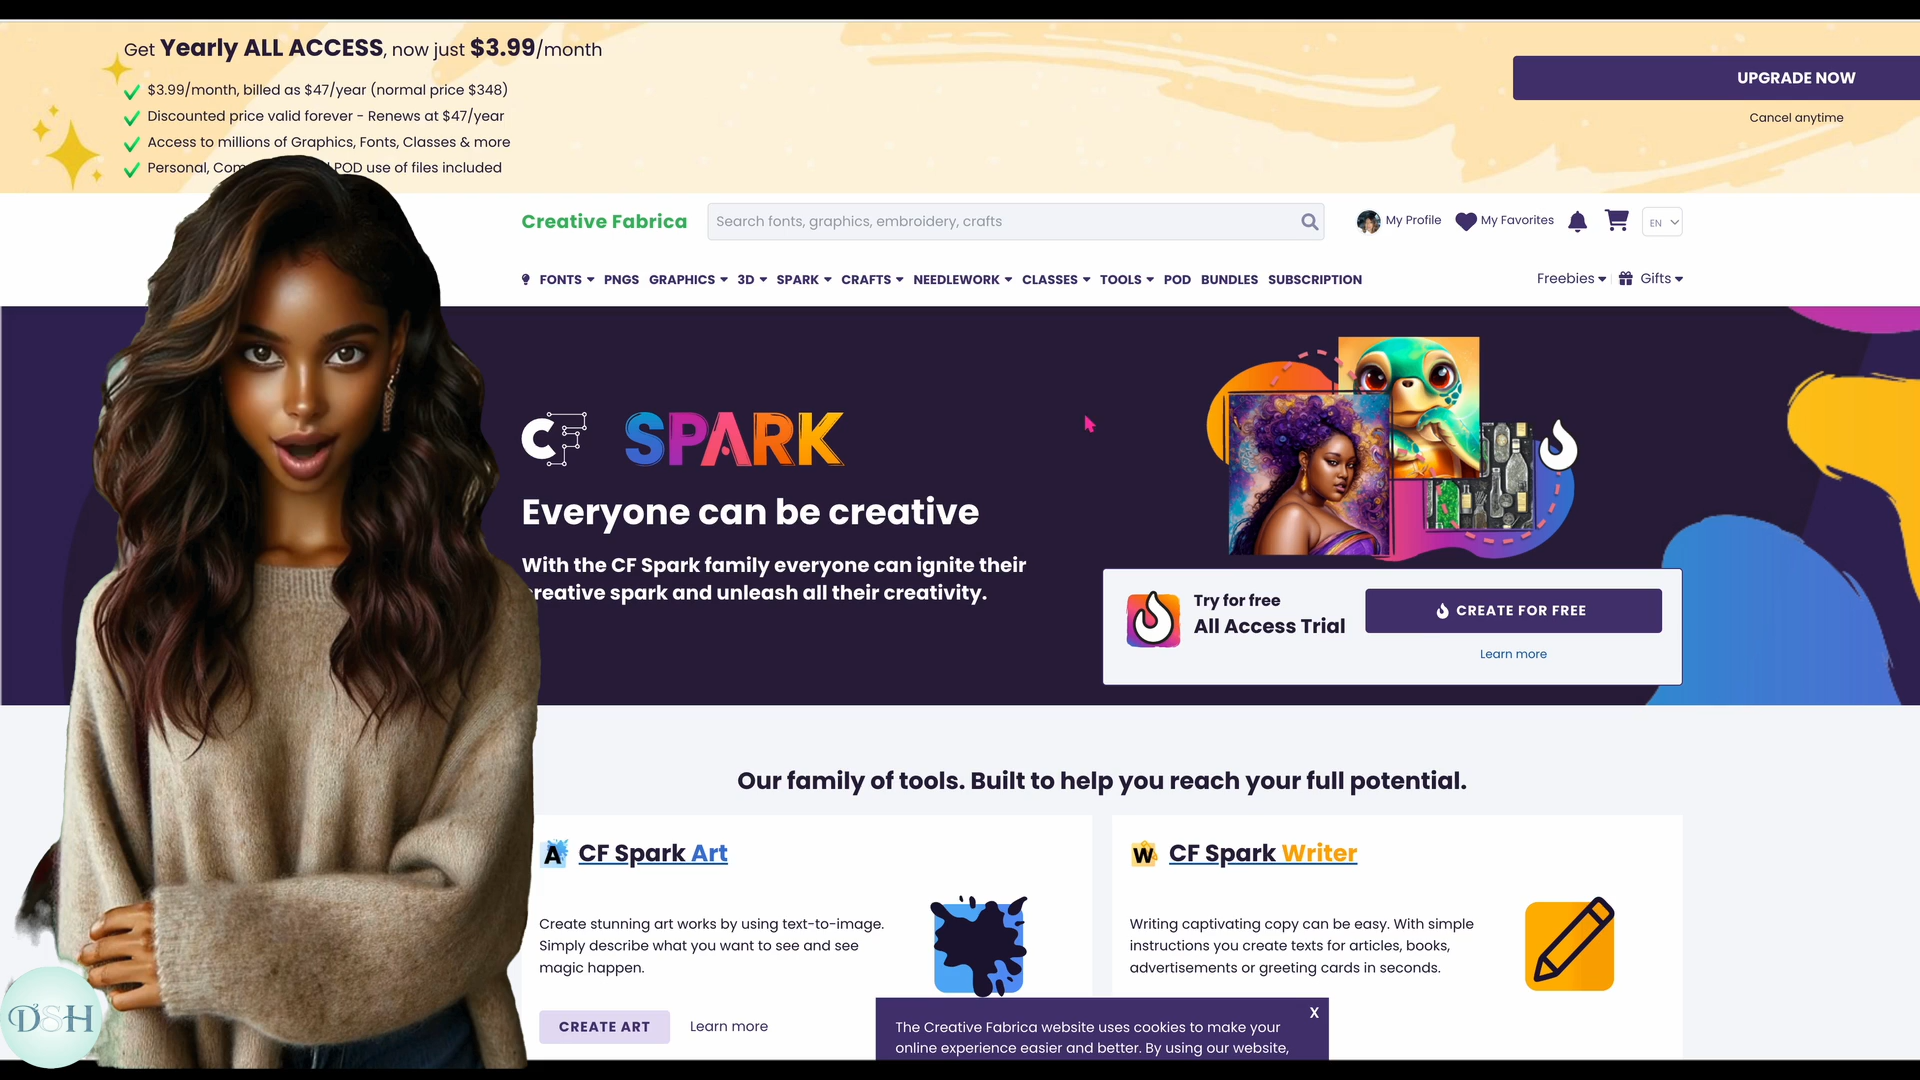 Get Yearly ALL ACCESS, now just $3.99/month
$3.99/month, billed as $47/year (normal price $348)
Discounted price valid forever - Renews at $47/year
Access to millions of Graphics, Fonts, Classes & more
Personal, POD use of files included
UPGRADE NOW
Cancel anytime
Creative Fabrica
Search fonts, graphics, embroidery, crafts
My Profile
My Favorites
EN
FONTS PNGS GRAPHICS 3D SPARK CRAFTS NEEDLEWORK CLASSES TOOLS POD BUNDLES SUBSCRIPTION
Freebies
Gifts
CF SPARK
Everyone can be creative
With the CF Spark family everyone can ignite their
creative spark and unleash all their creativity.
Try for free
All Access Trial
CREATE FOR FREE
Learn more
Our family of tools. Built to help you reach your full potential.
A CF Spark Art
Create stunning art works by using text-to-image.
Simply describe what you want to see and see
magic happen.
CREATE ART
Learn more
W CF Spark Writer
Writing captivating copy can be easy. With simple
instructions you create texts for articles, books,
advertisements or greeting cards in seconds.
X
The Creative Fabrica website uses cookies to make your
online experience easier and better. By using our website,
D8H